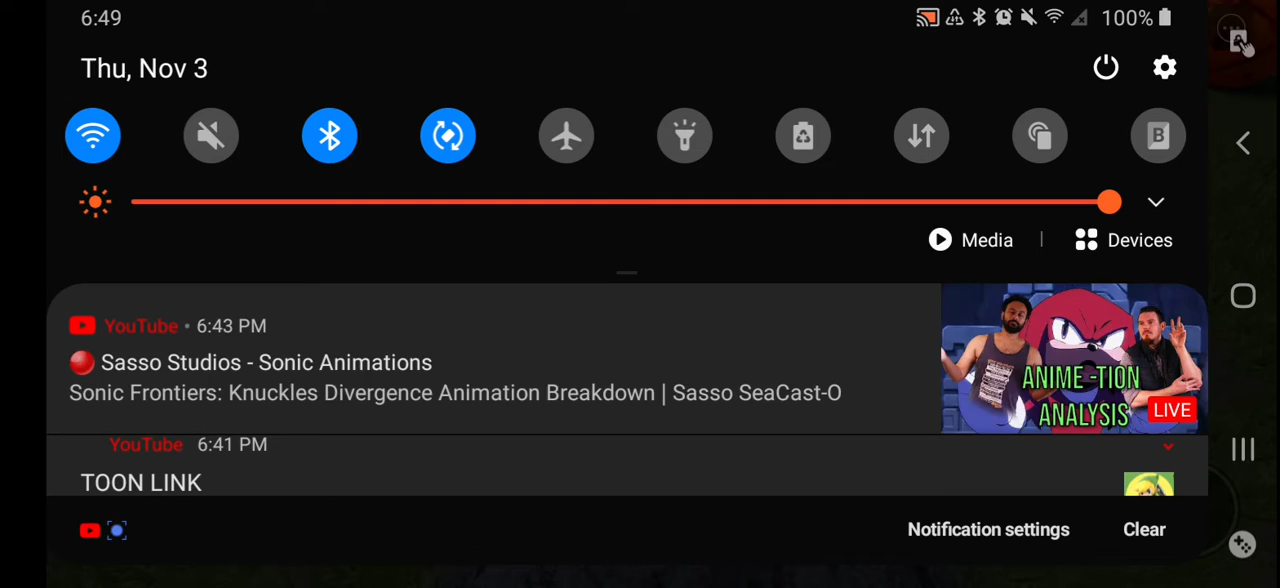 6:49
100%
Thu, Nov 3
B
Media | Devices
YouTube • 6:43 PM
Sasso Studios - Sonic Animations
Sonic Frontiers: Knuckles Divergence Animation Breakdown | Sasso SeaCast-O
ANIME-TION
ANALYSIS
LIVE
YouTube 6:41 PM
TOON LINK
Notification settings
Clear